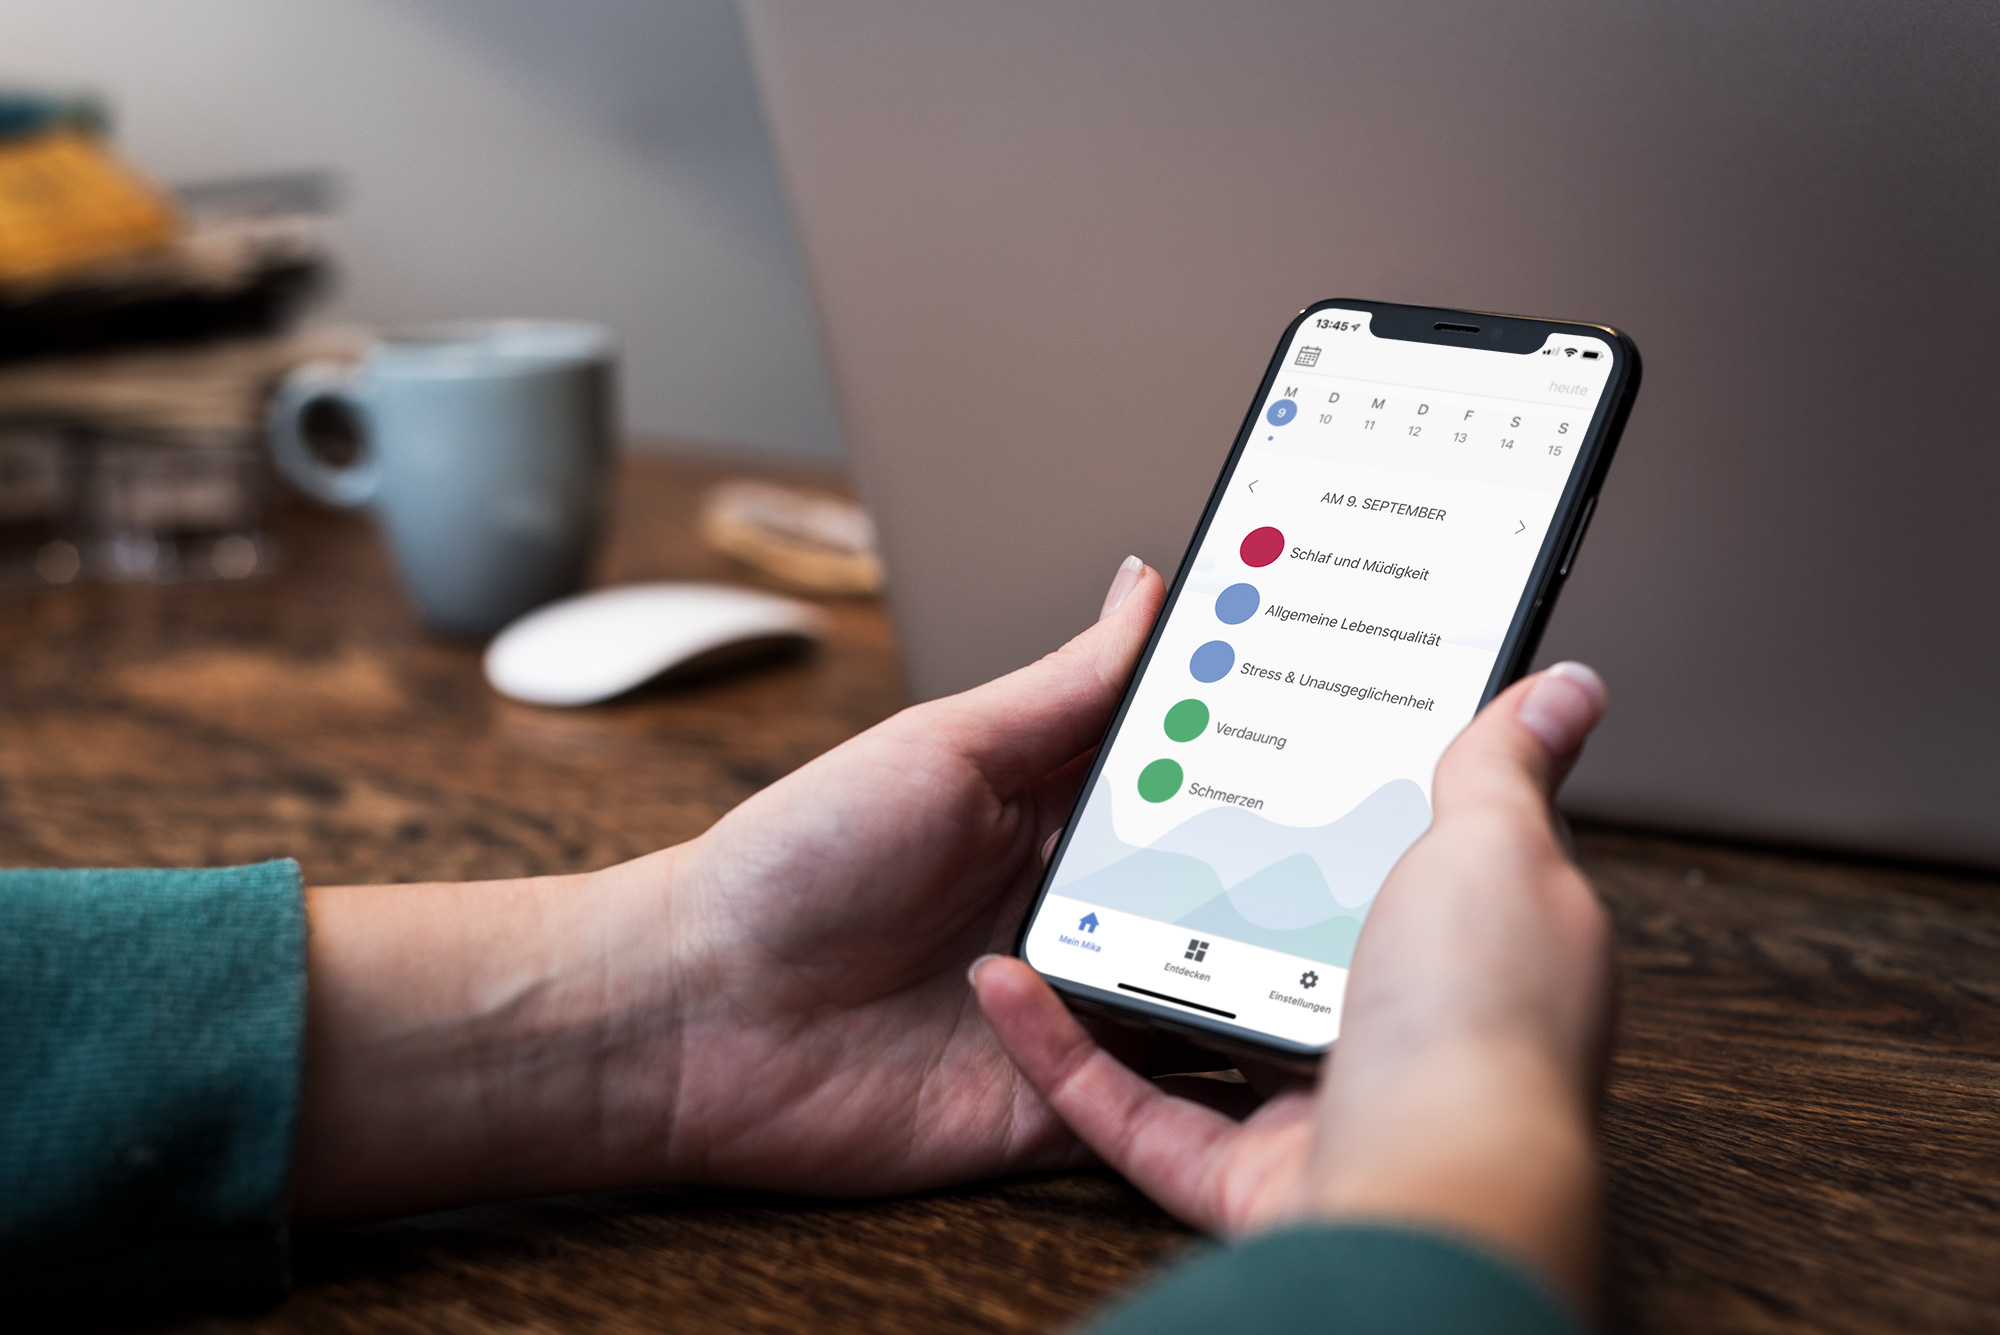 13:45
heute
M D M D F S S
9 10 11 12 13 14 15
AM 9. SEPTEMBER
Schlaf und Müdigkeit
Allgemeine Lebensqualität
Stress & Unausgeglichenheit
Verdauung
Schmerzen
Mein Mika
Entdecken
Einstellungen